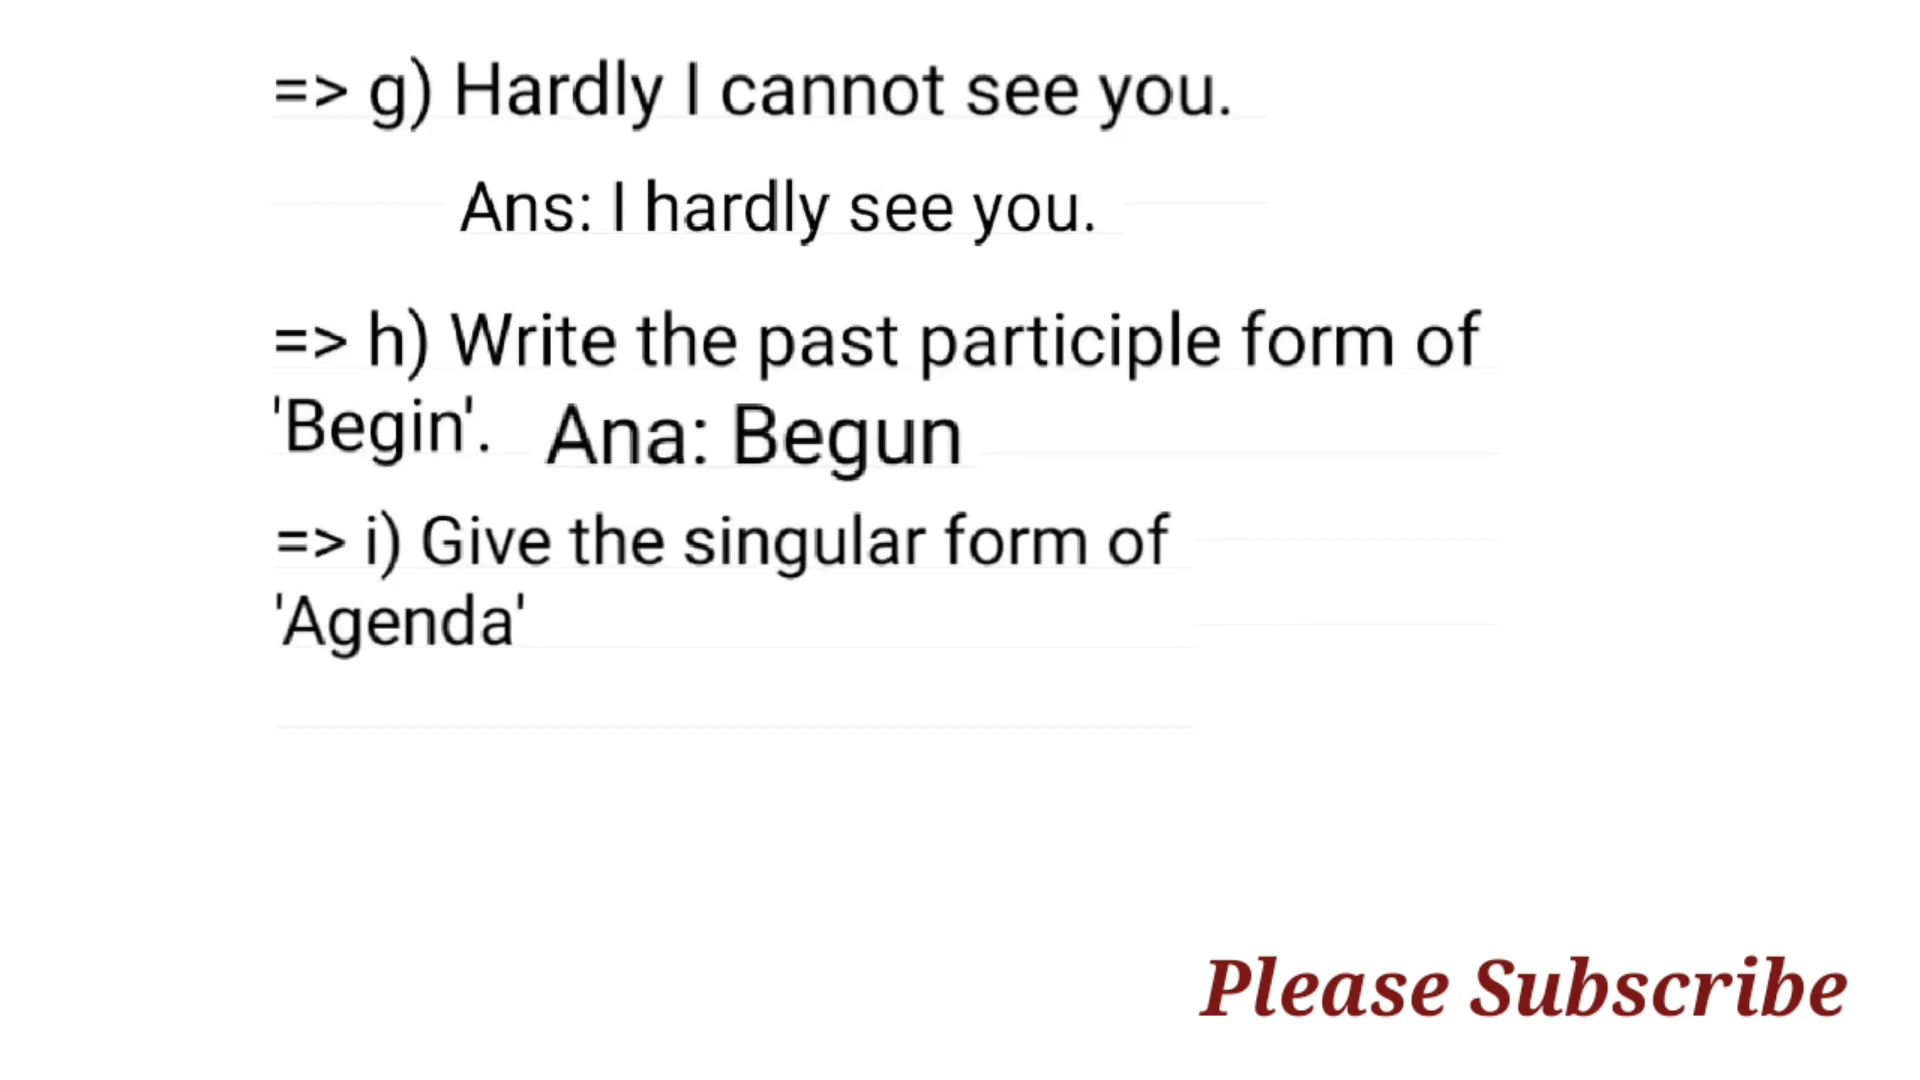 => g) Hardly I cannot see you.
Ans: I hardly see you.
=> h) Write the past participle form of
'Begin'. Ana: Begun
=> i) Give the singular form of
'Agenda'
Please Subscribe